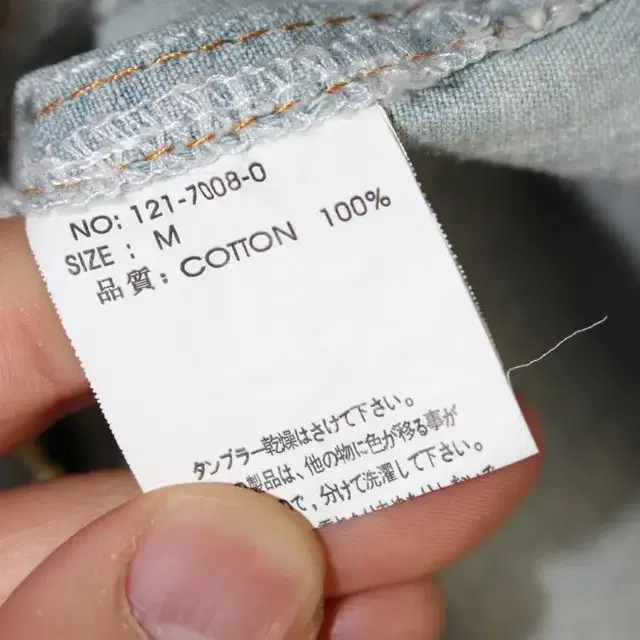 NO: 121-7008-0
SIZE : M
品質: COTTON 100%
タンブラー乾燥はさけて下さい。
製品は、他の物に色が移る事が
で、分けて洗濯して下さい。